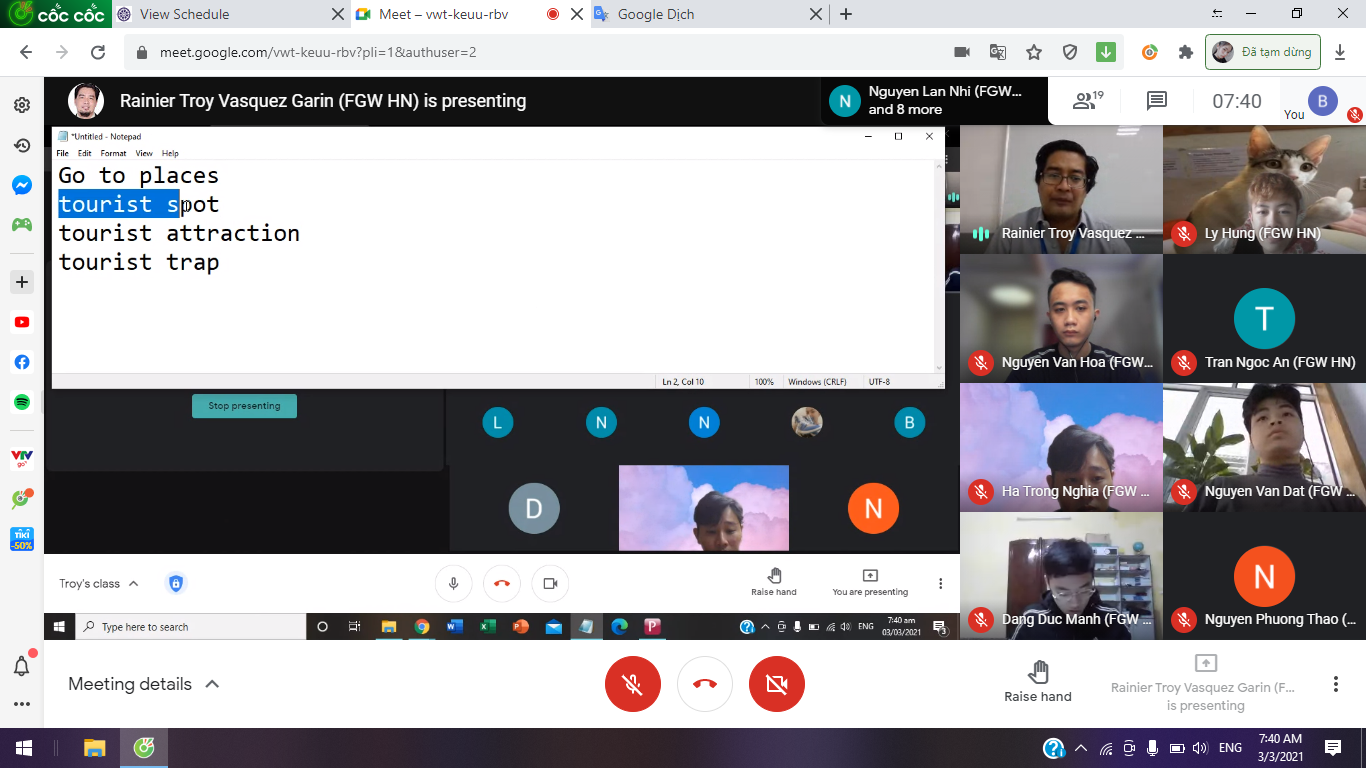 cốc cốc
View Schedule
Meet – vwt-keuu-rbv
Google Dịch
meet.google.com/vwt-keuu-rbv?pli=1&authuser=2
Đã tạm dừng
Rainier Troy Vasquez Garin (FGW HN) is presenting
N
Nguyen Lan Nhi (FGW...
and 8 more
19
07:40
You
B
*Untitled - Notepad
File Edit Format View Help
Go to places
tourist spot
tourist attraction
tourist trap
Ln 2, Col 10
100%
Windows (CRLF)
UTF-8
Stop presenting
L
N
N
B
D
N
Troy's class
Raise hand
You are presenting
Type here to search
ENG
7:40 am
03/03/2021
3
Rainier Troy Vasquez ...
Ly Hung (FGW HN)
Nguyen Van Hoa (FGW...
T
Tran Ngoc An (FGW HN)
Ha Trong Nghia (FGW ...
Nguyen Van Dat (FGW ...
Dang Duc Manh (FGW ...
N
Nguyen Phuong Thao (...
VTV
go
TIKI
-50%
Meeting details
Raise hand
Rainier Troy Vasquez Garin (F...
is presenting
ENG
7:40 AM
3/3/2021